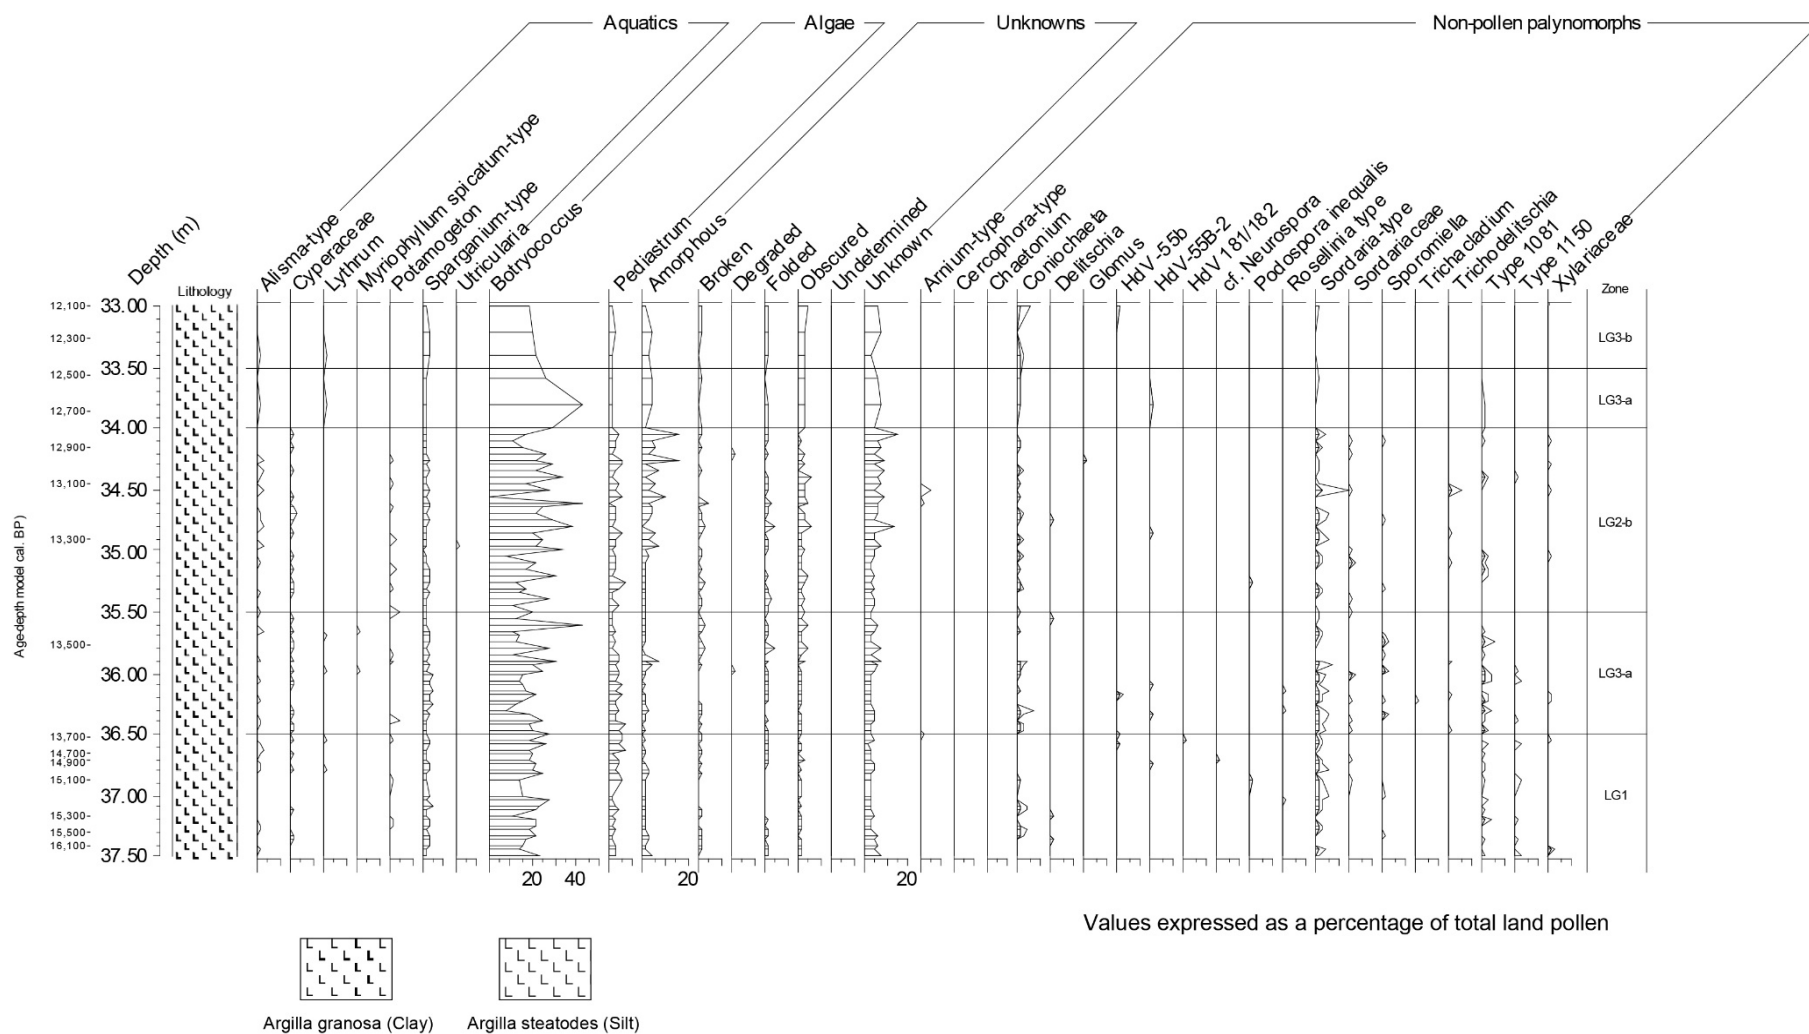 Aquatics
Algae
Unknowns
Non-pollen palynomorphs
Depth (m)
Alisma-type
Cyperaceae
Lythrum
Myriophyllum spicatum-type
Potamogeton
Sparganium-type
Utricularia
Botryococcus
Pediastrum
Amorphous
Broken
Degraded
Folded
Obscured
Undetermined
Unknown
Arnium-type
Cercophora-type
Chaetonium
Coniochaeta
Delitschia
Glomus
HdV -55b
HdV-55B-2
HdV 181/182
cf. Neurospora
Podospora inequalis
Rosellinia type
Sordaria-type
Sordariaceae
Sporomiella
Trichacladium
Trichodelitschia
Type 1081
Type 1150
Xylariaceae
Lithology
Zone
Age-depth model cal. BP)
12,100
12,300
12,500
12,700
12,900
13,100
13,300
13,500
13,700
14,700
14,900
15,100
15,300
15,500
16,100
33.00
33.50
34.00
34.50
35.00
35.50
36.00
36.50
37.00
37.50
LG3-b
LG3-a
LG2-b
LG3-a
LG1
20 40 20 20
Values expressed as a percentage of total land pollen
Argilla granosa (Clay)
Argilla steatodes (Silt)